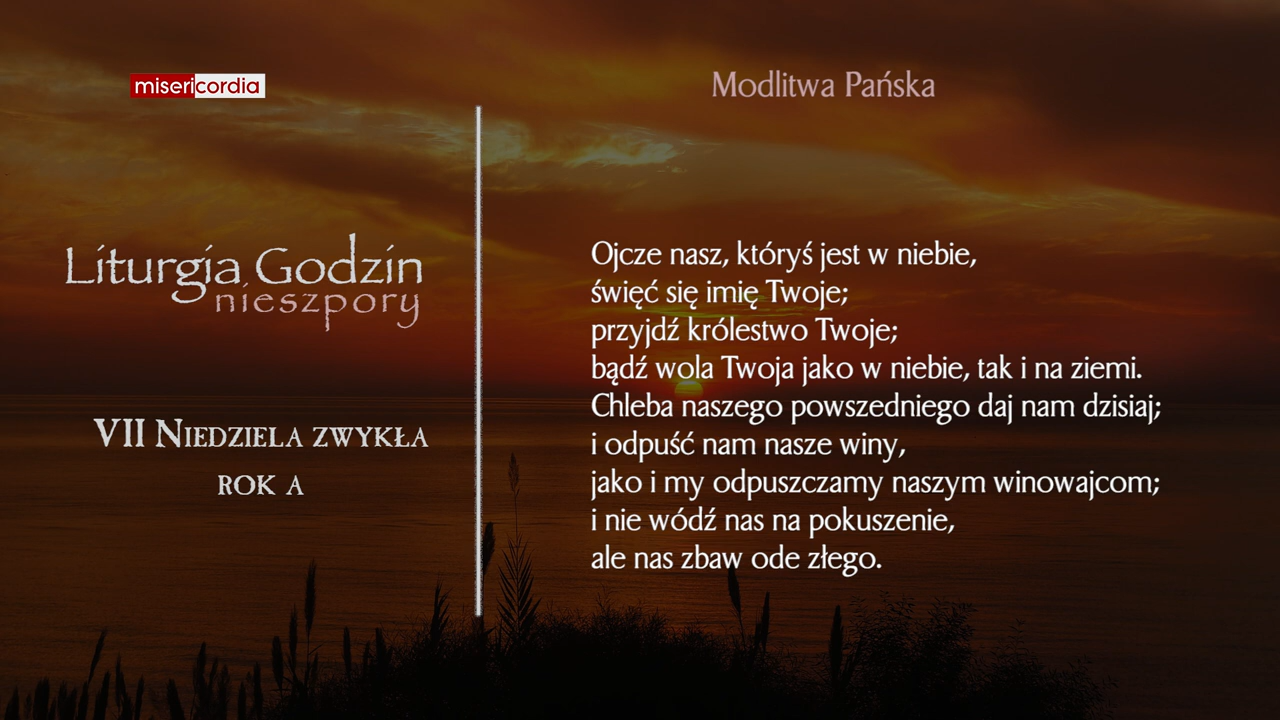 misericordia
Liturgia Godzin
nieszpory
VII Niedziela zwykła
rok A
Modlitwa Pańska
Ojcze nasz, któryś jest w niebie,
święć się imię Twoje;
przyjdź królestwo Twoje;
bądź wola Twoja jako w niebie, tak i na ziemi.
Chleba naszego powszedniego daj nam dzisiaj;
i odpuść nam nasze winy,
jako i my odpuszczamy naszym winowajcom;
i nie wódź nas na pokuszenie,
ale nas zbaw ode złego.